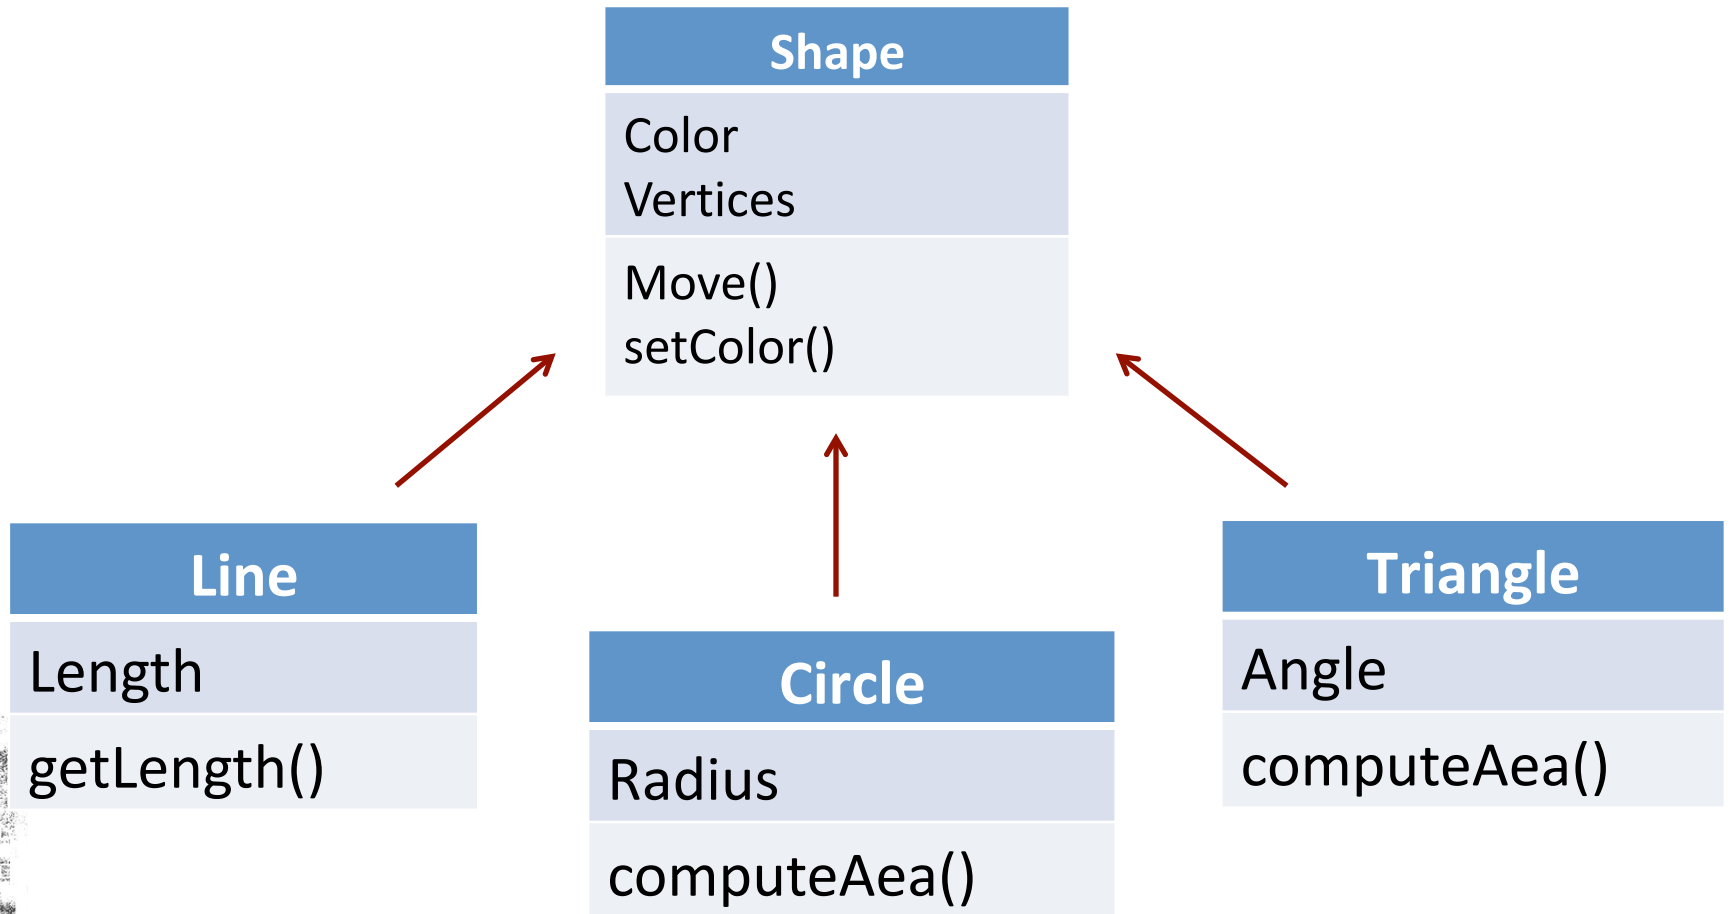 Shape
Color
Vertices
Move()
setColor()
Line
Length
getLength()
Circle
Radius
computeAea()
Triangle
Angle
computeAea()